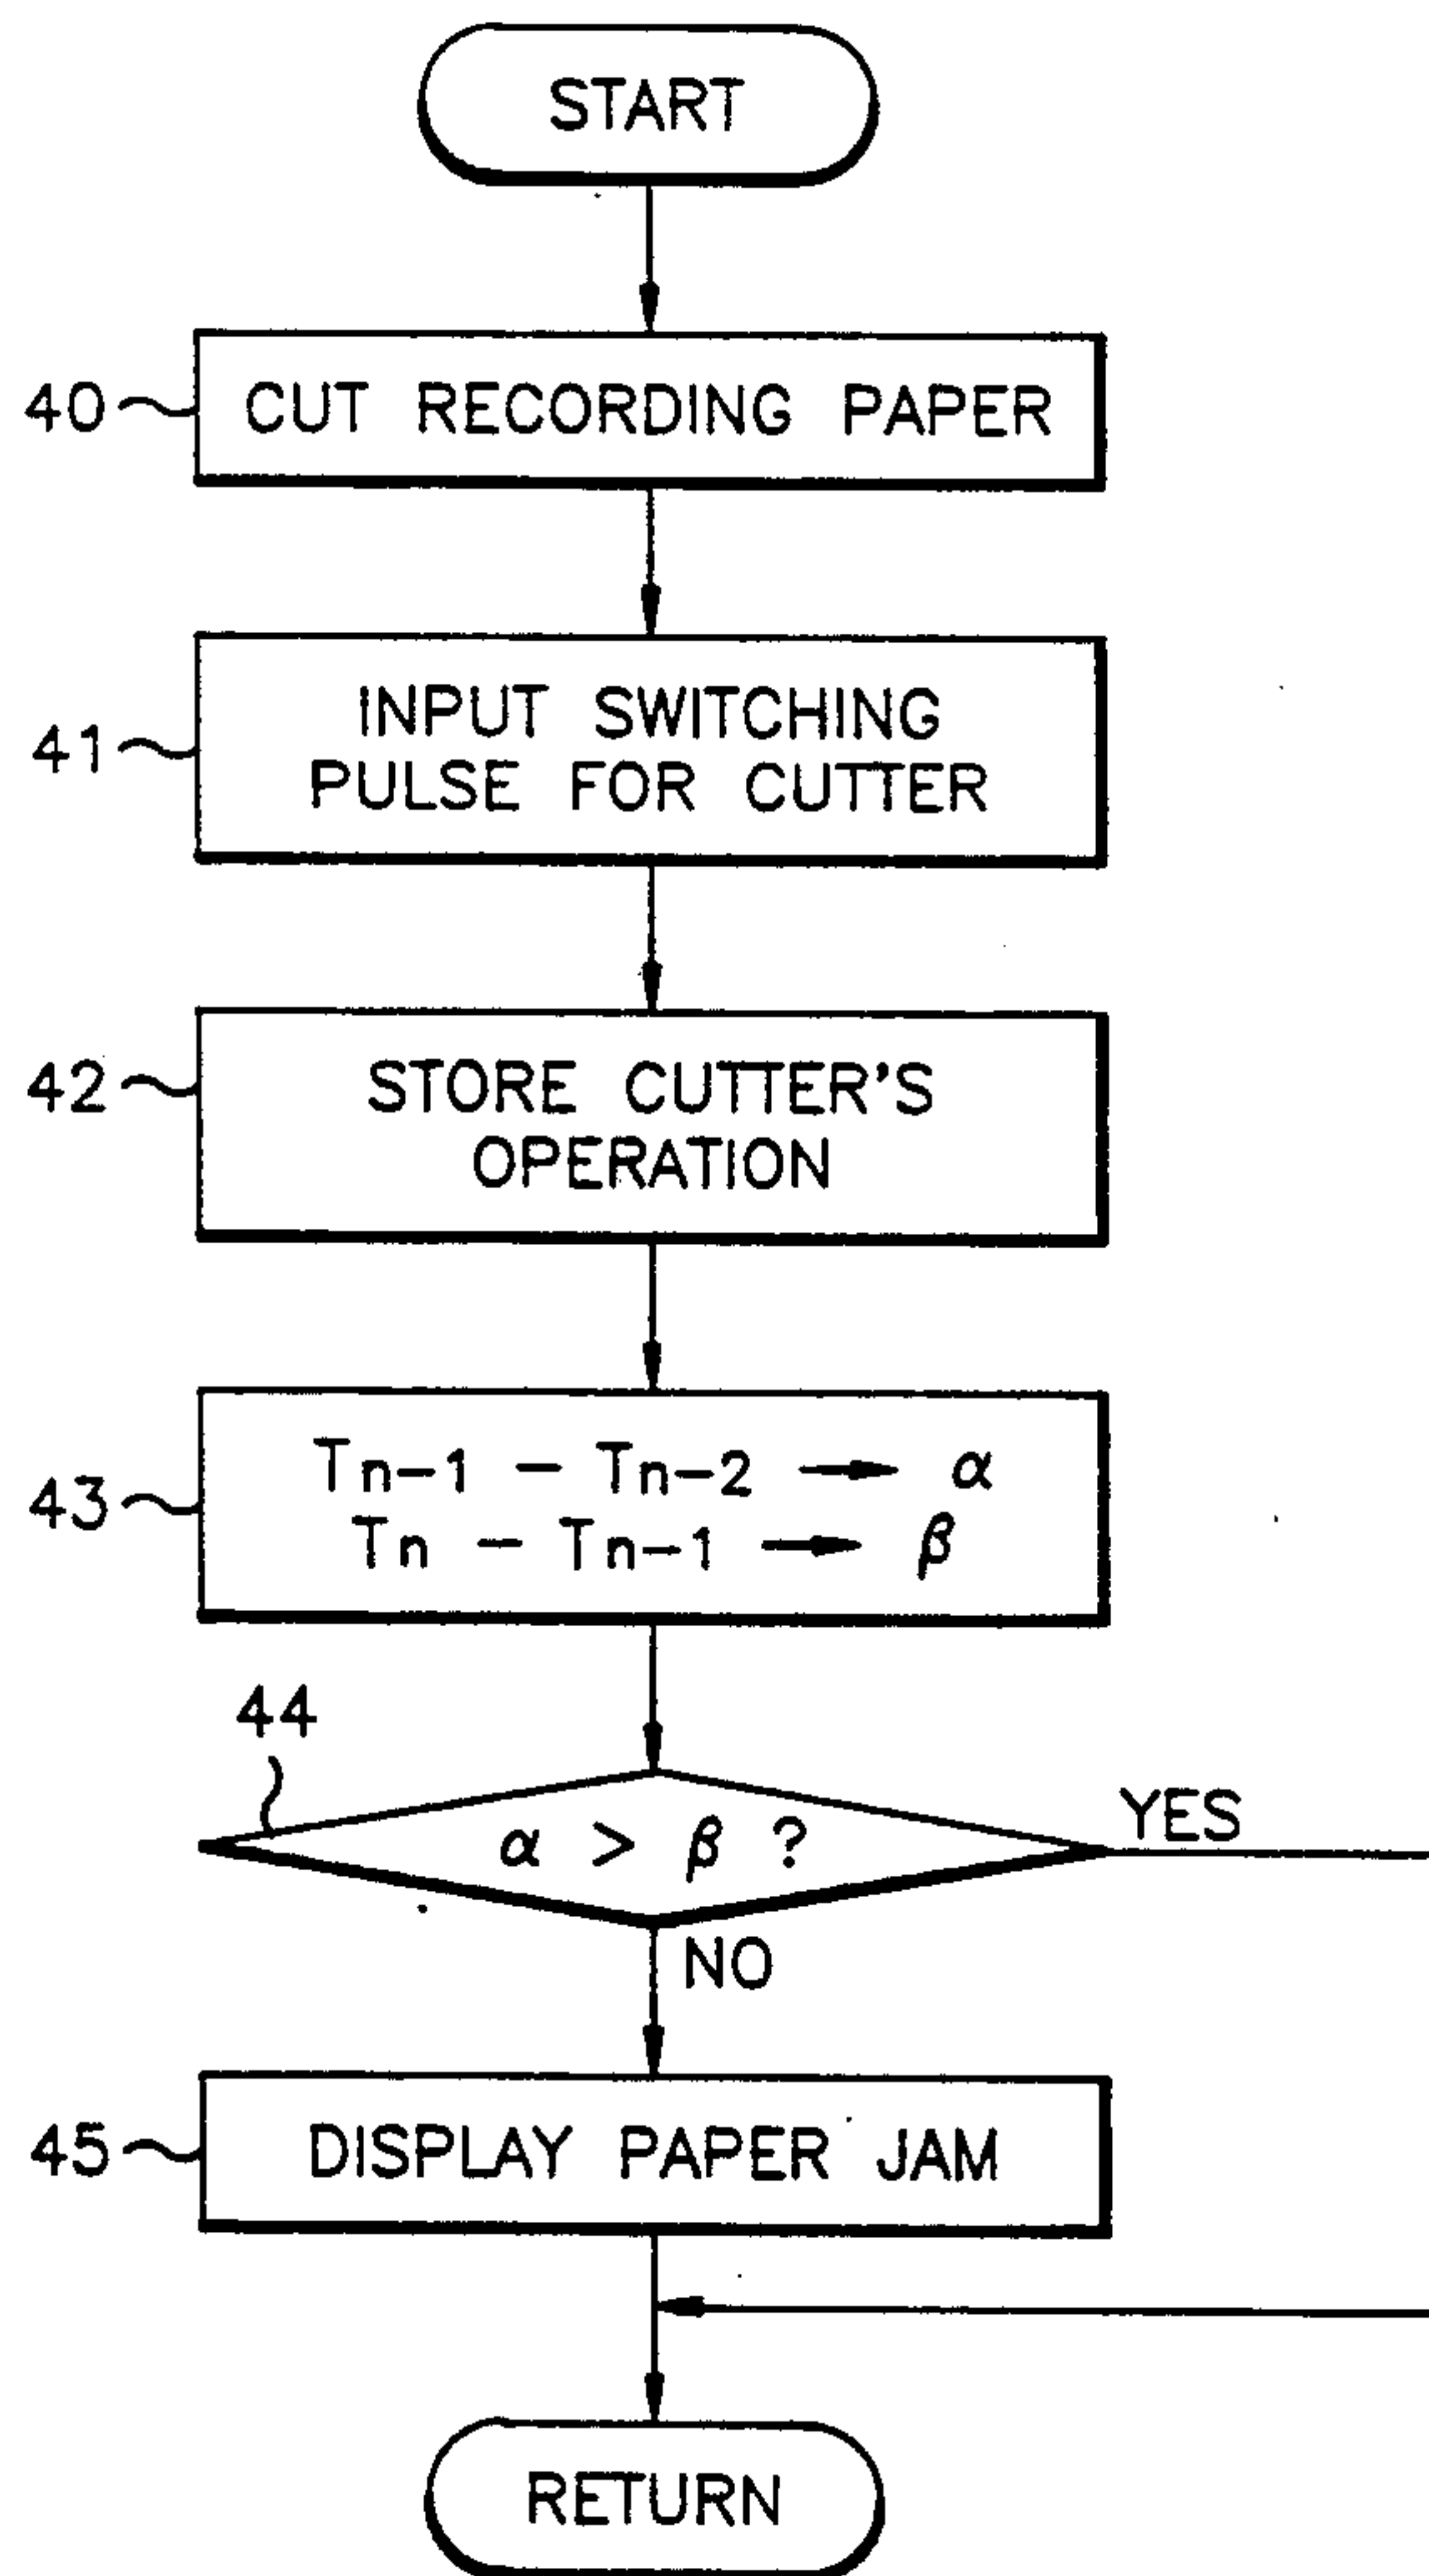 START
40
CUT RECORDING PAPER
41
INPUT SWITCHING
PULSE FOR CUTTER
42
STORE CUTTER'S
OPERATION
43
Tn-1 - Tn-2 → α
Tn - Tn-1 → β
44
α > β ?
YES
NO
45
DISPLAY PAPER JAM
RETURN